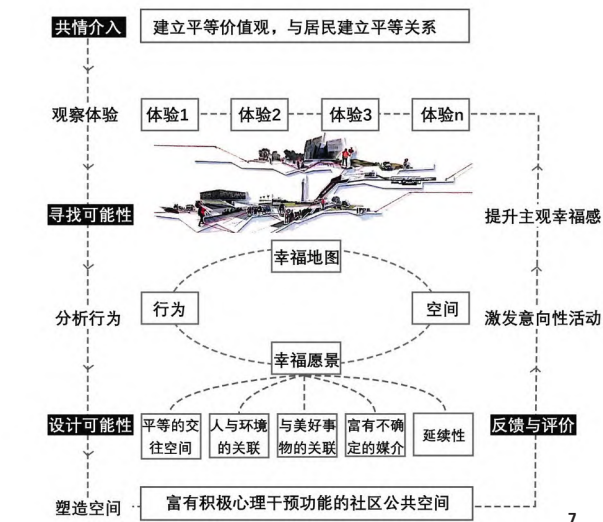 共情介入 建立平等价值观，与居民建立平等关系
观察体验 体验1 体验2 体验3 体验n
寻找可能性 提升主观幸福感
幸福地图
分析行为 行为 空间 激发意向性活动
幸福愿景
设计可能性 平等的交往空间 人与环境的关联 与美好事物的关联 富有不确定的媒介 延续性 反馈与评价
塑造空间 富有积极心理干预功能的社区公共空间
7